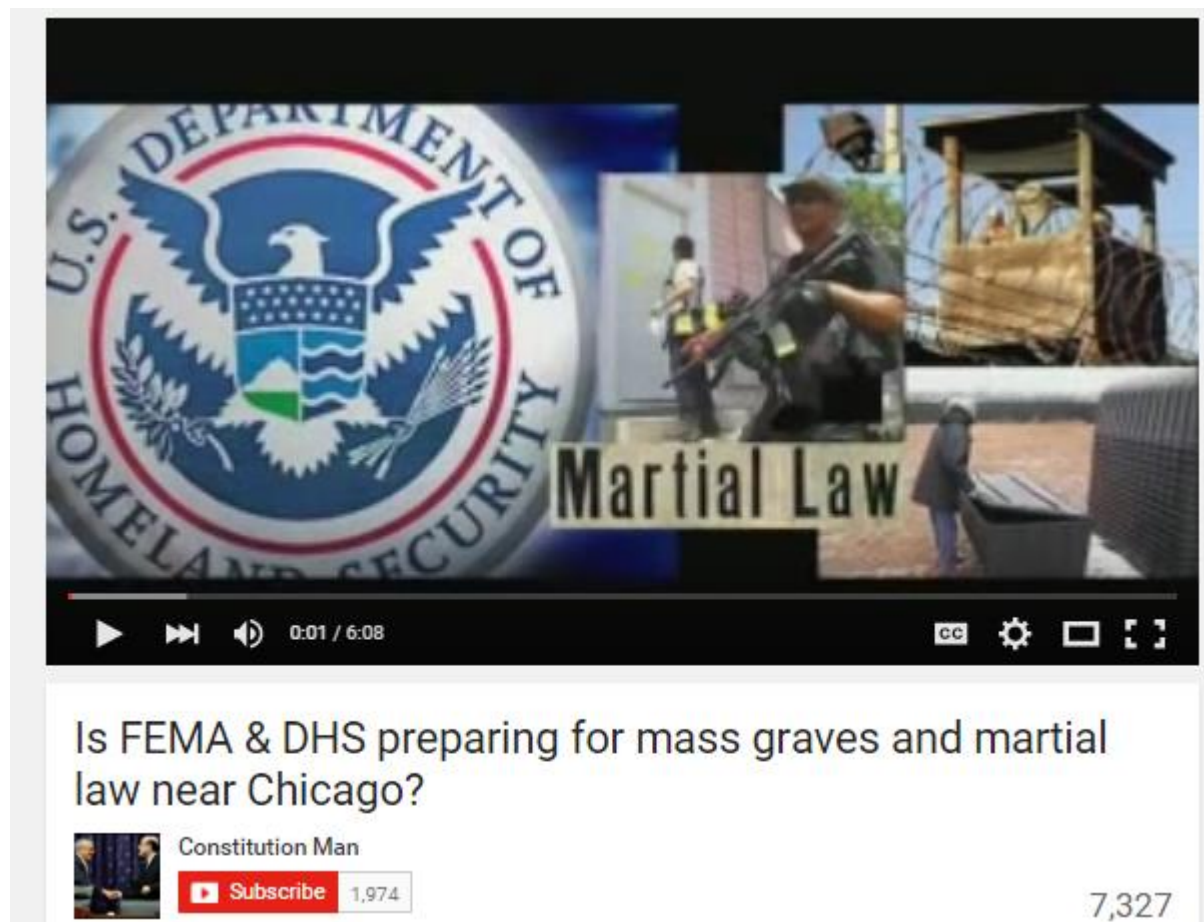 U.S. DEPARTMENT OF
HOMELAND SECURITY
Martial Law
0:01 / 6:08
CC
Is FEMA & DHS preparing for mass graves and martial
law near Chicago?
Constitution Man
Subscribe 1,974
7,327